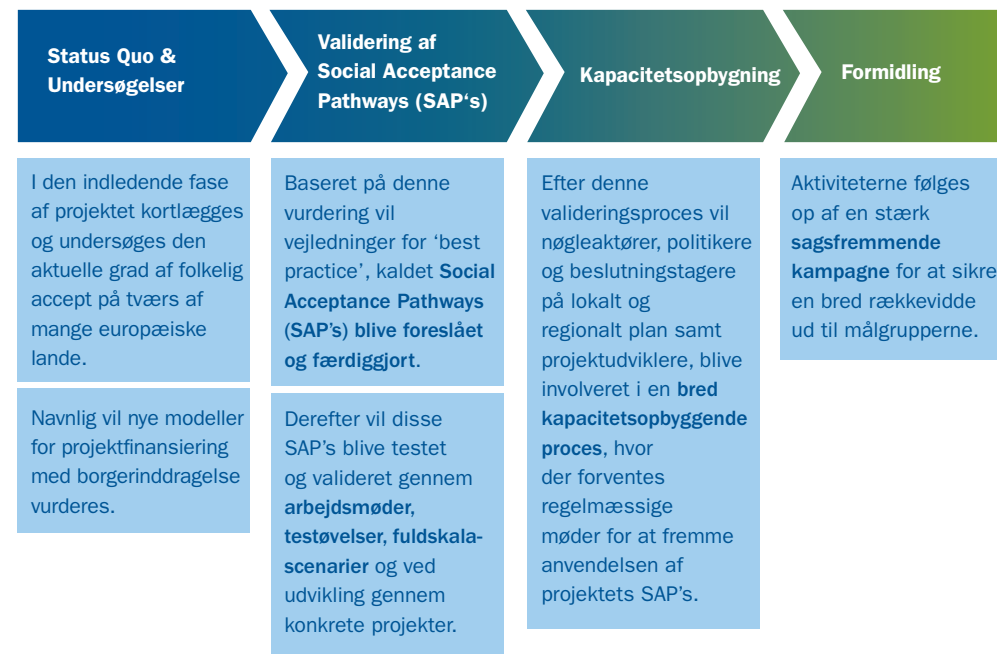 Status Quo &
Undersøgelser
I den indledende fase
af projektet kortlægges
og undersøges den
aktuelle grad af folkelig
accept på tværs af
mange europæiske
lande.
Navnlig vil nye modeller
for projektfinansiering
med borgerinddragelse
vurderes.
Validering af
Social Acceptance
Pathways (SAP‘s)
Baseret på denne
vurdering vil
vejledninger for ‘best
practice’, kaldet Social
Acceptance Pathways
(SAP’s) blive foreslået
og færdiggjort.
Derefter vil disse
SAP’s blive testet
og valideret gennem
arbejdsmøder,
testøvelser, fuldskala-
scenarier og ved
udvikling gennem
konkrete projekter.
Kapacitetsopbygning
Efter denne
valideringsproces vil
nøgleaktører, politikere
og beslutningstagere
på lokalt og
regionalt plan samt
projektudviklere, blive
involveret i en bred
kapacitetsopbyggende
proces, hvor
der forventes
regelmæssige
møder for at fremme
anvendelsen af
projektets SAP’s.
Formidling
Aktiviteterne følges
op af en stærk
sagsfremmende
kampagne for at sikre
en bred rækkevidde
ud til målgrupperne.